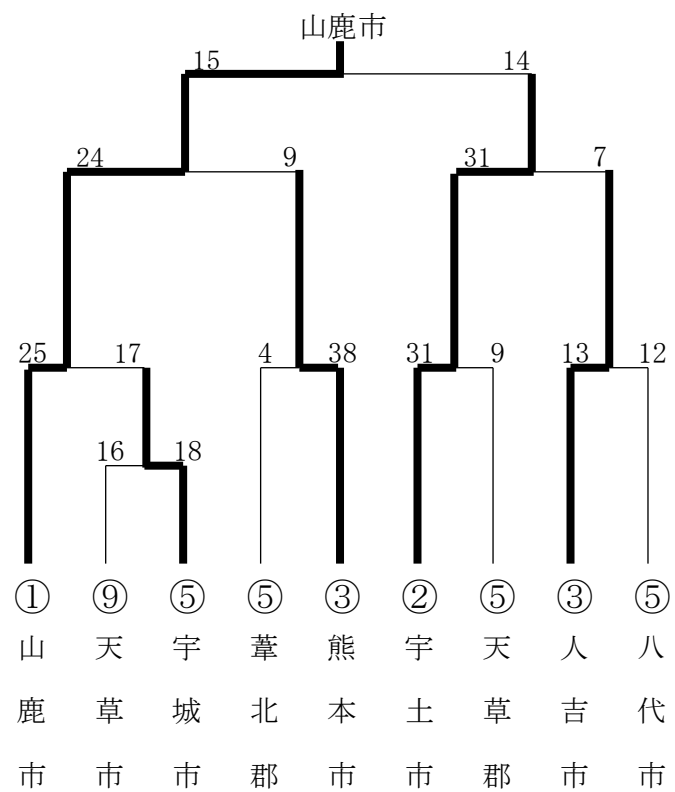 山鹿市
15 14
24 9 31 7
25 17 4 38 31 9 13 12
16 18
① ⑨ ⑤ ⑤ ③ ② ⑤ ③ ⑤
山鹿市
天草市
宇城市
葦北郡
熊本市
宇土市
天草郡
人吉市
八代市